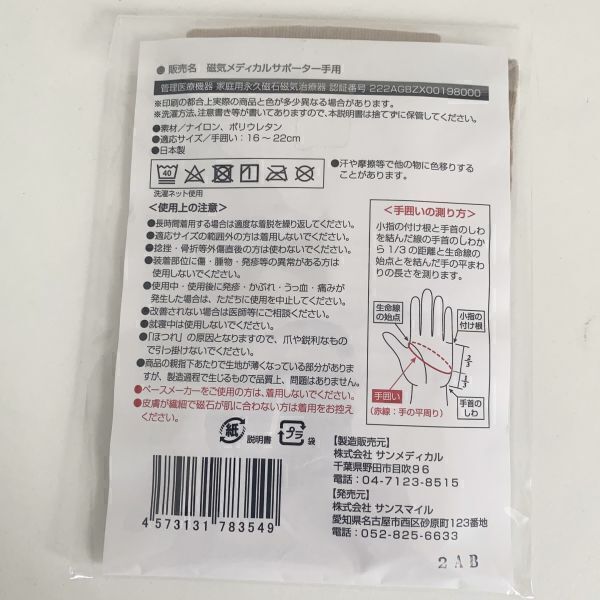 ●販売名 磁気メディカルサポーター手用
管理医療機器 家庭用永久磁石磁気治療器 認証番号 222AGBZX00198000
※印刷の都合上実際の商品と色が多少異なる場合があります。
※洗濯方法、注意書き等が書いてありますので、本説明書は捨てずに保管してください。
●素材/ナイロン、ポリウレタン
●適応サイズ/手囲い:16～22cm
●日本製
40
洗濯ネット使用
●汗や摩擦等で他の物に色移りする
ことがあります。
＜使用上の注意＞
●長時間着用する場合は適度な着脱を繰り返してください。
●適応サイズの範囲外の方は着用しないでください。
●捻挫・骨折等外傷直後の方は使わないでください。
●装着部位に傷・腫物・発疹等の異常がある方は
使用しないでください。
●使用中・使用後に発疹・かぶれ・うっ血・痛みが
発生した場合は、ただちに使用を中止してください。
●改善されない場合は医師等にご相談ください。
●就寝中は使用しないでください。
●「ほつれ」の原因となりますので、爪や鋭利なもの
で引っ掛けないでください。
●商品の親指下あたりで生地が薄くなっている部分がありま
すが、製造過程で生じるもので品質上、問題はありません。
●ペースメーカーをご使用の方は、着用しないでください。
●皮膚が繊細で磁石が肌に合わない方は着用をお控え
ください。
＜手囲いの測り方＞
小指の付け根と手首のしわ
を結んだ線の手首のしわから
1/3の距離と生命線の
始点とを結んだ手の平まわ
りの長さを測ります。
生命線
の始点
小指の
付け根
2/3
1/3
手囲い
(赤線:手の平周り)
手首の
しわ
紙
説明書
プラ
袋
【製造販売元】
株式会社 サンメディカル
千葉県野田市目吹96
電話:04-7123-8515
【発売元】
株式会社 サンスマイル
愛知県名古屋市西区砂原町123番地
電話:052-825-6633
4 573131 783549
2AB